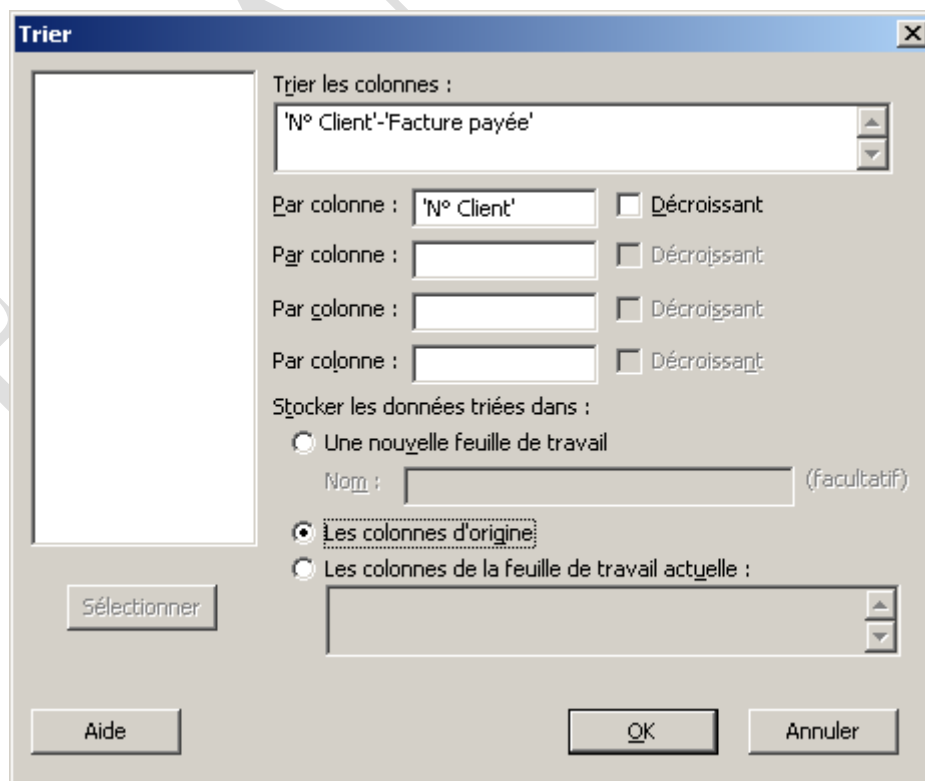 Trier
Trier les colonnes :
'N° Client'-'Facture payée'
Par colonne : 'N° Client' Décroissant
Par colonne : Décroissant
Par colonne : Décroissant
Par colonne : Décroissant
Stocker les données triées dans :
Une nouvelle feuille de travail
Nom : (facultatif)
Les colonnes d'origine
Les colonnes de la feuille de travail actuelle :
Sélectionner
Aide OK Annuler